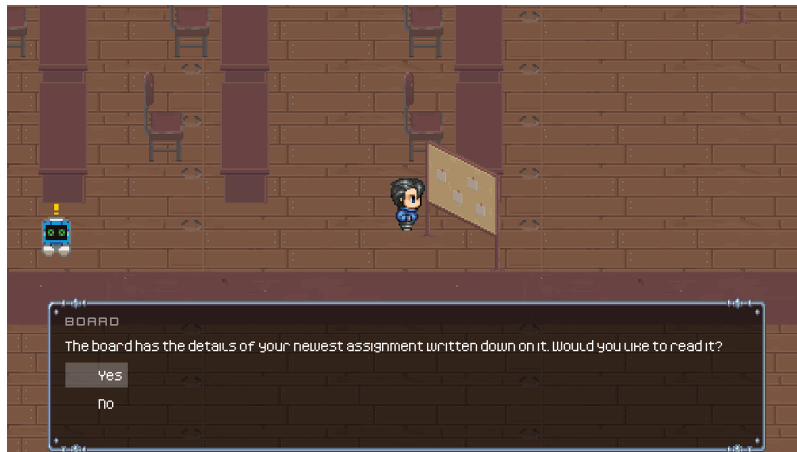 BOARD
The board has the details of your newest assignment written down on it. Would you like to read it?
Yes
No